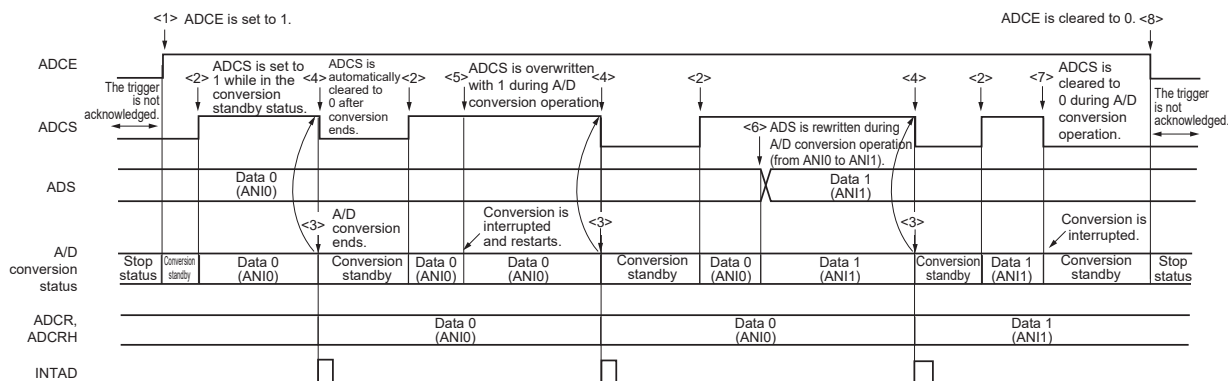 <1> ADCE is set to 1.
ADCE is cleared to 0. <8>
ADCE
The trigger
is not
acknowledged.
<2>
ADCS is set to
1 while in the
conversion
standby status.
<4>
ADCS is
automatically
cleared to
0 after
conversion
ends.
<2>
<5>
ADCS is overwritten
with 1 during A/D
conversion operation.
<4>
<2>
<4>
<2>
<7>
ADCS is
cleared to
0 during A/D
conversion
operation.
The trigger
is not
acknowledged.
ADCS
<6> ADS is rewritten during
A/D conversion operation
(from ANI0 to ANI1).
ADS
Data 0
(ANI0)
Data 1
(ANI1)
<3>
A/D
conversion
ends.
Conversion is
interrupted
and restarts.
<3>
<3>
Conversion is
interrupted.
A/D
conversion
status
Stop
status
Conversion
standby
Data 0
(ANI0)
Conversion
standby
Data 0
(ANI0)
Data 0
(ANI0)
Conversion
standby
Data 0
(ANI0)
Data 1
(ANI1)
Conversion
standby
Data 1
(ANI1)
Conversion
standby
Stop
status
ADCR,
ADCRH
Data 0
(ANI0)
Data 0
(ANI0)
Data 1
(ANI1)
INTAD